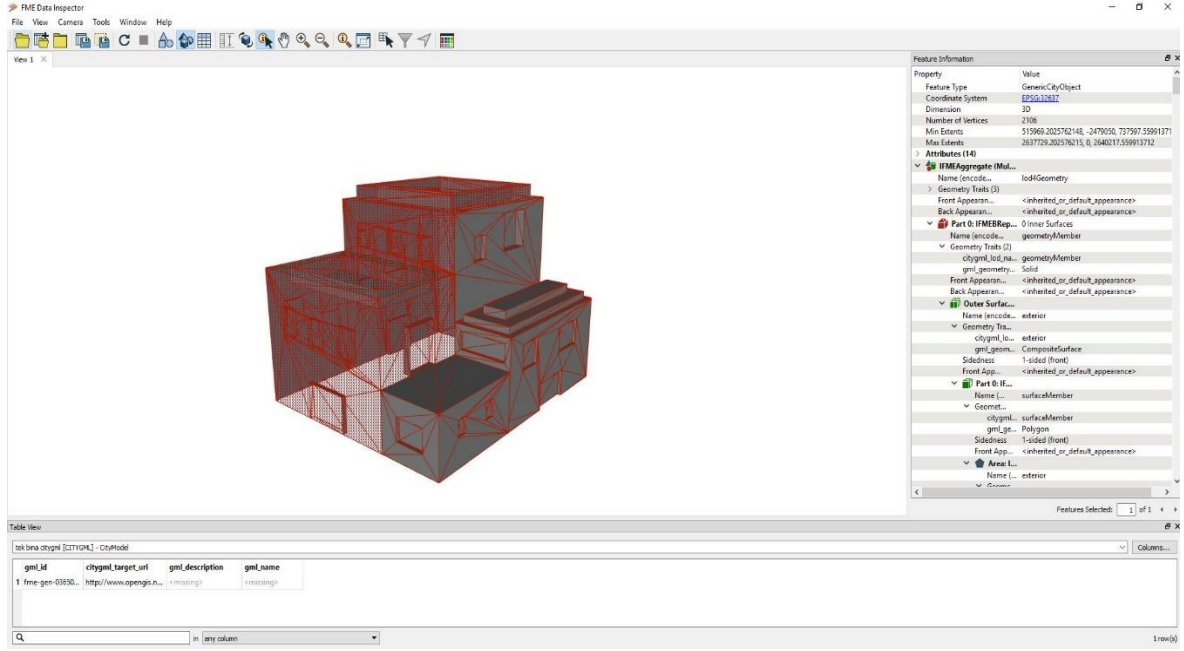 FME Data Inspector
File View Camera Tools Window Help
View 1
Feature Information
Property Value
Feature Type GenericCityObject
Coordinate System EPSG:32637
Dimension 3D
Number of Vertices 2106
Min Extents 515969.2025762148, -2479050, 737597.55991371
Max Extents 2637729.202576215, 0, 2640217.559913712
Attributes (14)
IFMEAggregate (Mul...
Name (encode... lod4Geometry
Geometry Traits (3)
Front Appearan... <inherited_or_default_appearance>
Back Appearan... <inherited_or_default_appearance>
Part 0: IFMEBRep... 0 Inner Surfaces
Name (encode... geometryMember
Geometry Traits (2)
citygml_lod_na... geometryMember
gml_geometry... Solid
Front Appearan... <inherited_or_default_appearance>
Back Appearan... <inherited_or_default_appearance>
Outer Surfac...
Name (encode... exterior
Geometry Tra...
citygml_lo... exterior
gml_geom... CompositeSurface
Sidedness 1-sided (front)
Front App... <inherited_or_default_appearance>
Part 0: IF...
Name (... surfaceMember
Geomet...
citygml... surfaceMember
gml_ge... Polygon
Sidedness 1-sided (front)
Front App... <inherited_or_default_appearance>
Area: I...
Name (... exterior
Features Selected: 1 of 1
Table View
tek bina citygml [CITYGML] - CityModel
Columns...
gml_id citygml_target_uri gml_description gml_name
1 fme-gen-03650... http://www.opengis.n... <missing> <missing>
in any column
1 row(s)